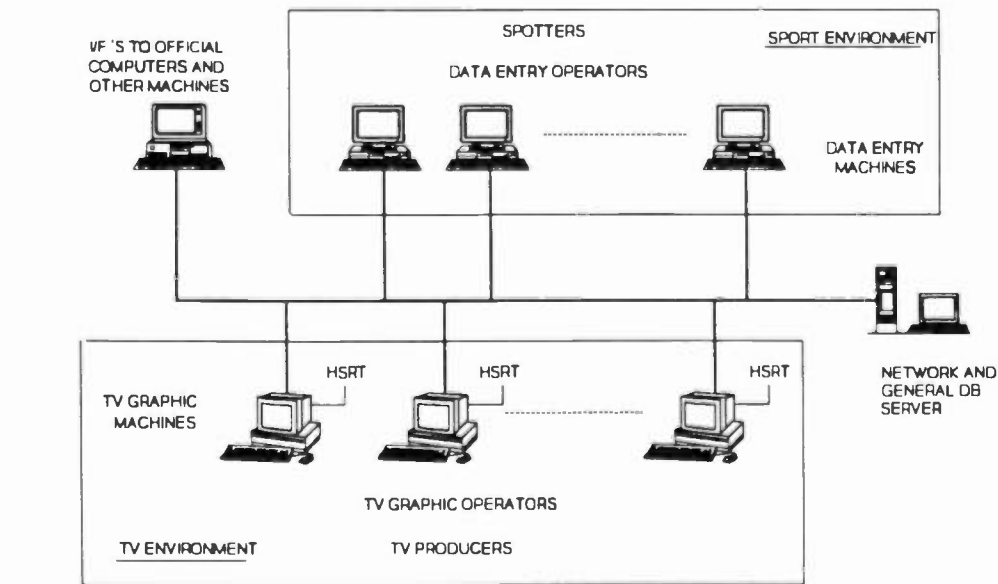 I/F 'S TO OFFICIAL
COMPUTERS AND
OTHER MACHINES
SPOTTERS
SPORT ENVIRONMENT
DATA ENTRY OPERATORS
DATA ENTRY
MACHINES
HSRT
HSRT
HSRT
TV GRAPHIC
MACHINES
NETWORK AND
GENERAL DB
SERVER
TV GRAPHIC OPERATORS
TV ENVIRONMENT
TV PRODUCERS